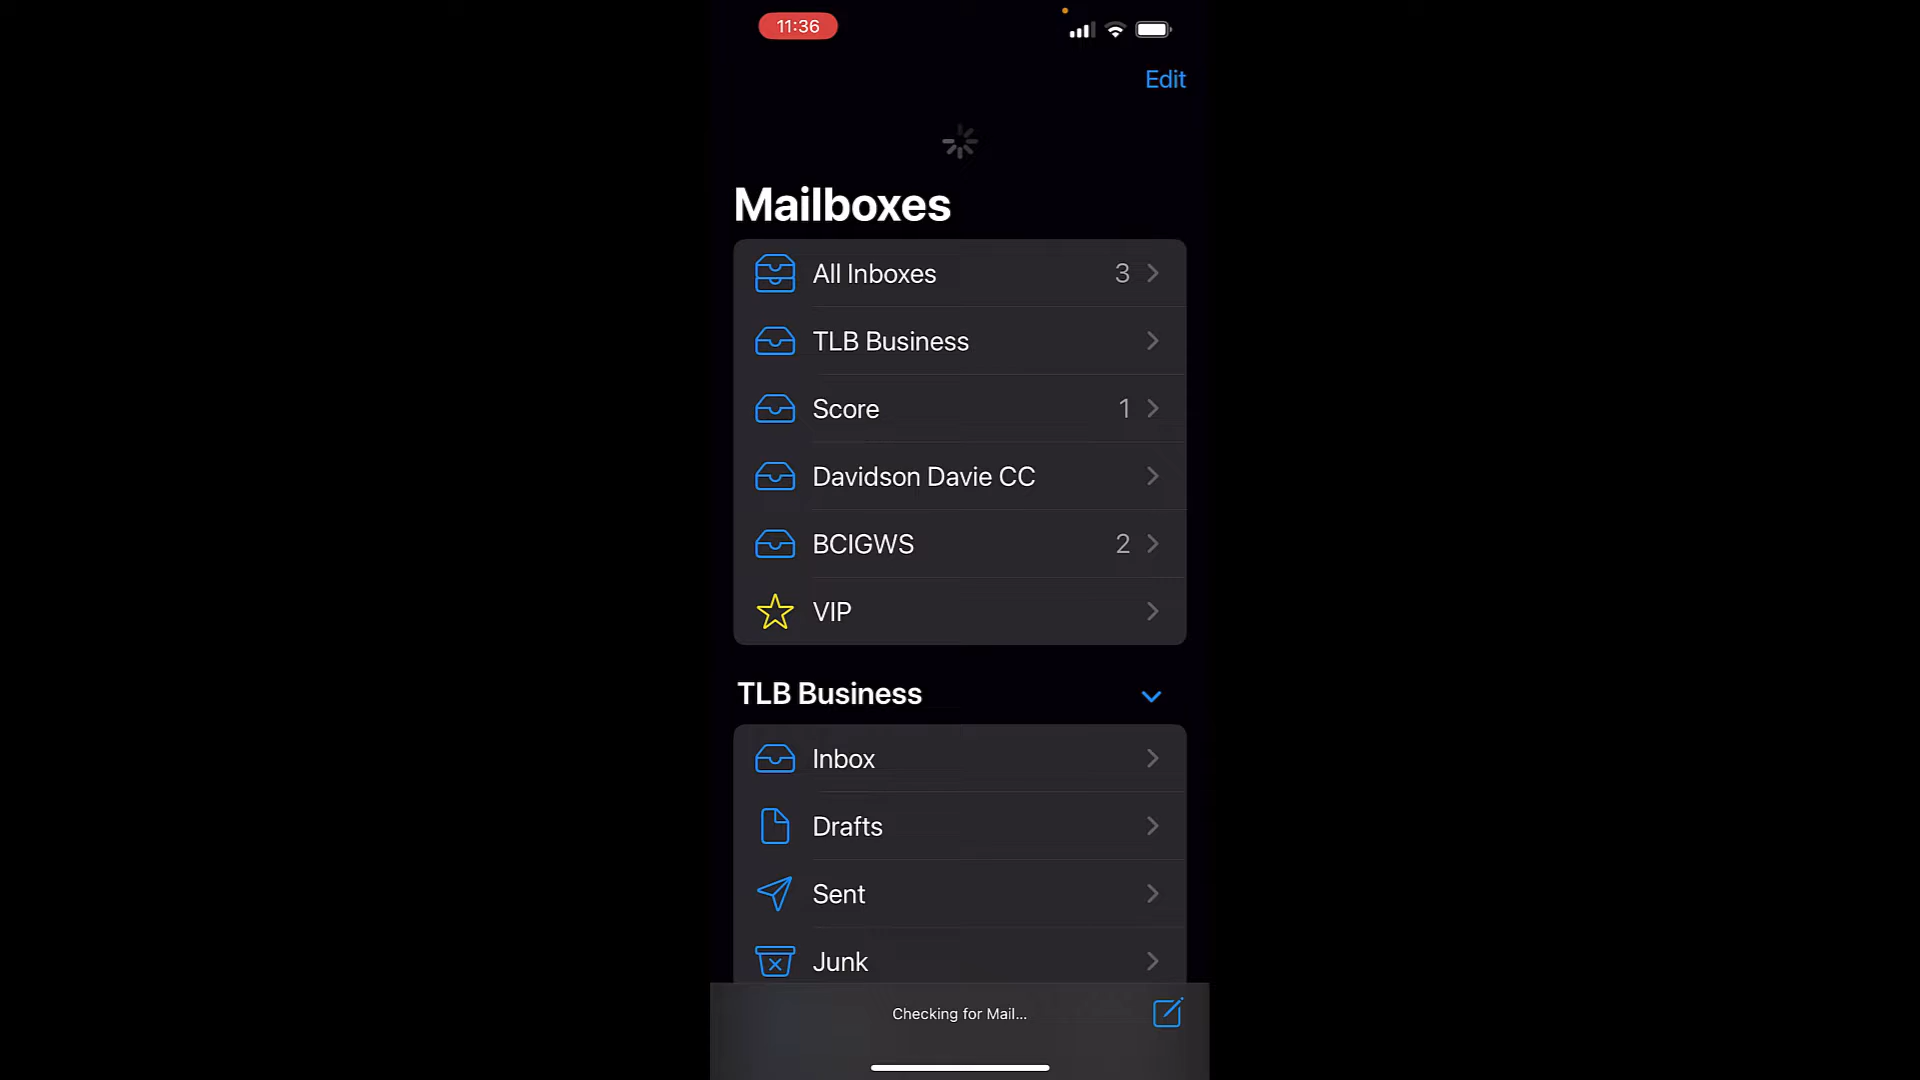 11:36
Edit
Mailboxes
All Inboxes 3
TLB Business
Score 1
Davidson Davie CC
BCIGWS 2
VIP
TLB Business
Inbox
Drafts
Sent
Junk
Checking for Mail...